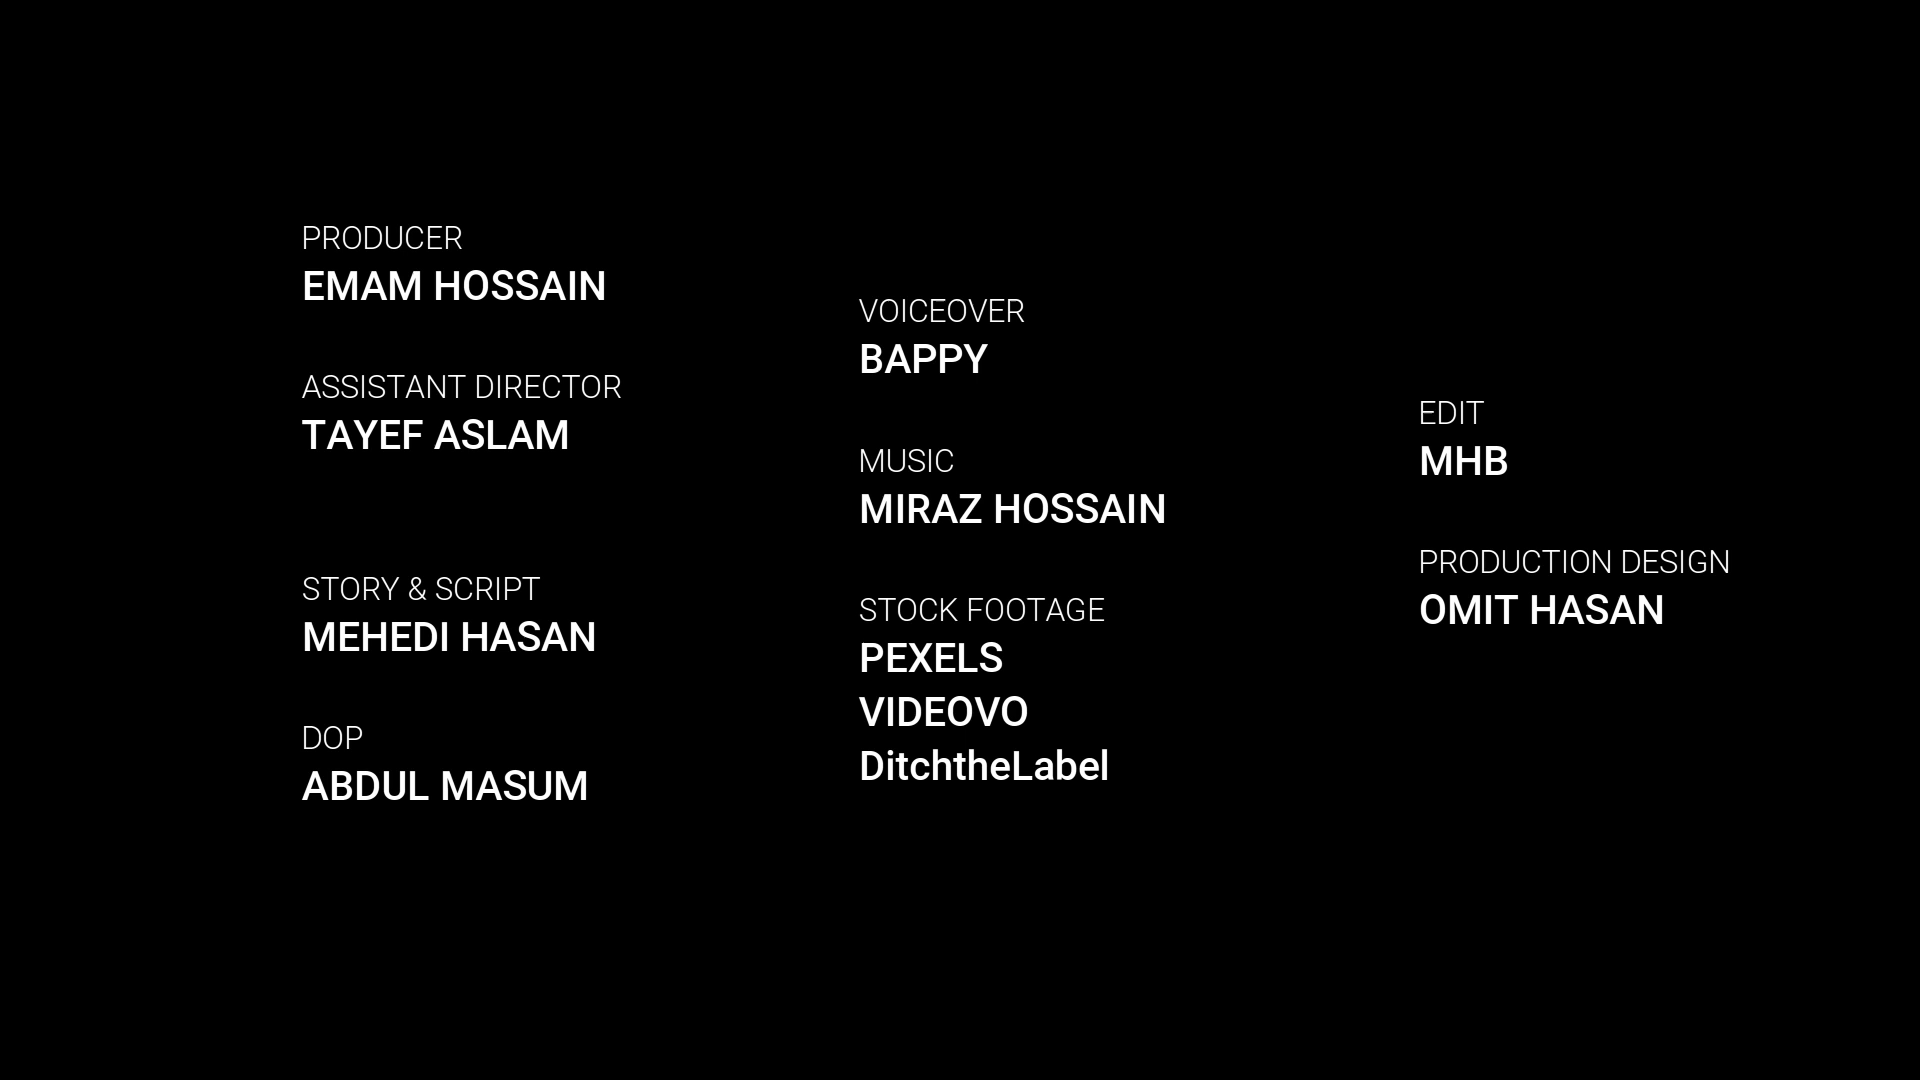 PRODUCER
EMAM HOSSAIN
ASSISTANT DIRECTOR
TAYEF ASLAM
STORY & SCRIPT
MEHEDI HASAN
DOP
ABDUL MASUM
VOICEOVER
BAPPY
MUSIC
MIRAZ HOSSAIN
STOCK FOOTAGE
PEXELS
VIDEOVO
DitchtheLabel
EDIT
MHB
PRODUCTION DESIGN
OMIT HASAN